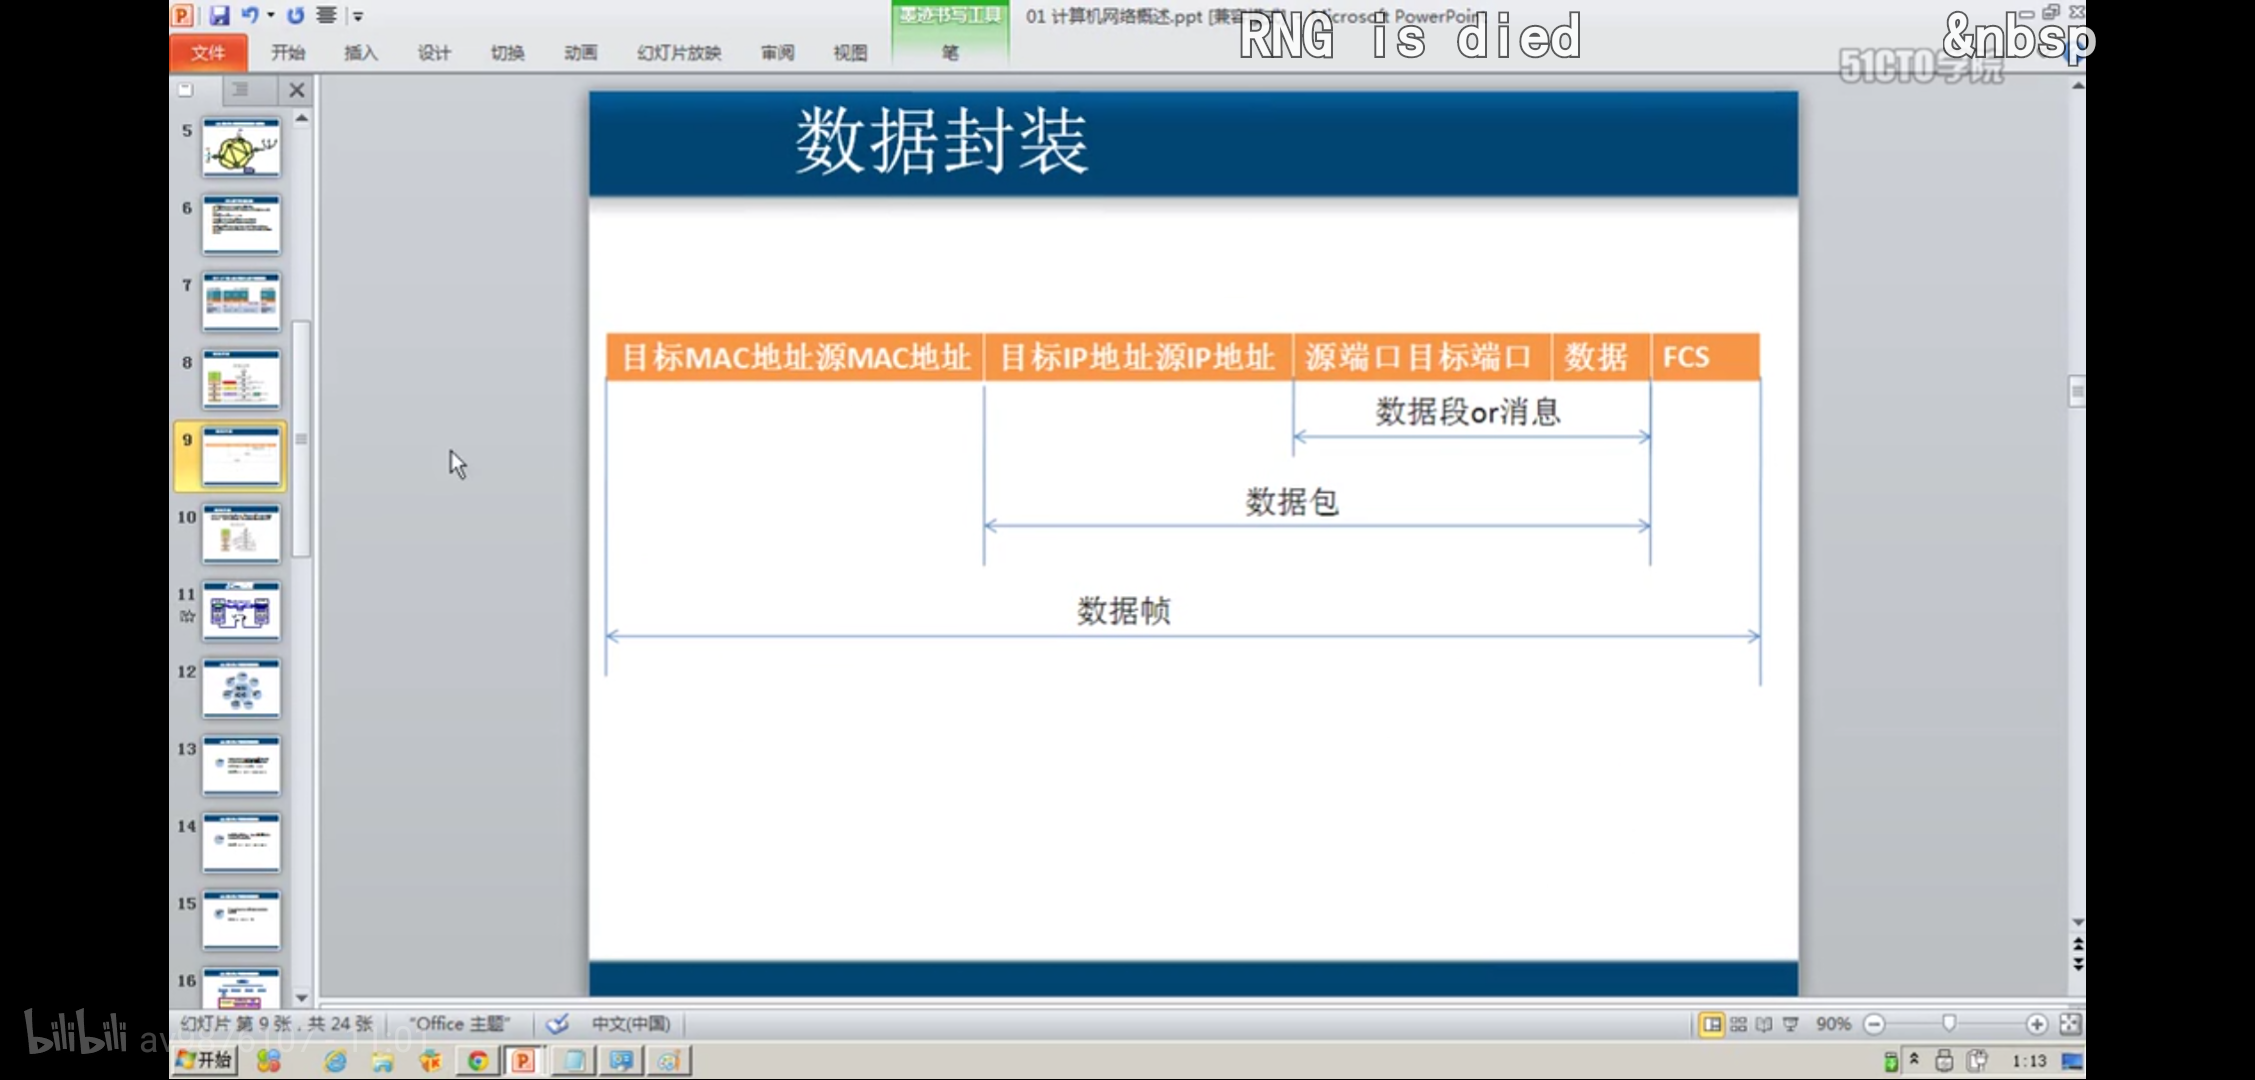 墨迹书写工具
01 计算机网络概述.ppt [兼容模式] - Microsoft PowerPoint
RNG is died
&nbsp
文件 开始 插入 设计 切换 动画 幻灯片放映 审阅 视图 笔
51CTO学院
数据封装
5
6
7
8
9
10
11
12
13
14
15
16
目标MAC地址源MAC地址 目标IP地址源IP地址 源端口目标端口 数据 FCS
数据段or消息
数据包
数据帧
幻灯片 第 9 张，共 24 张 "Office 主题" 中文(中国) 90%
bilibili
开始 1:13